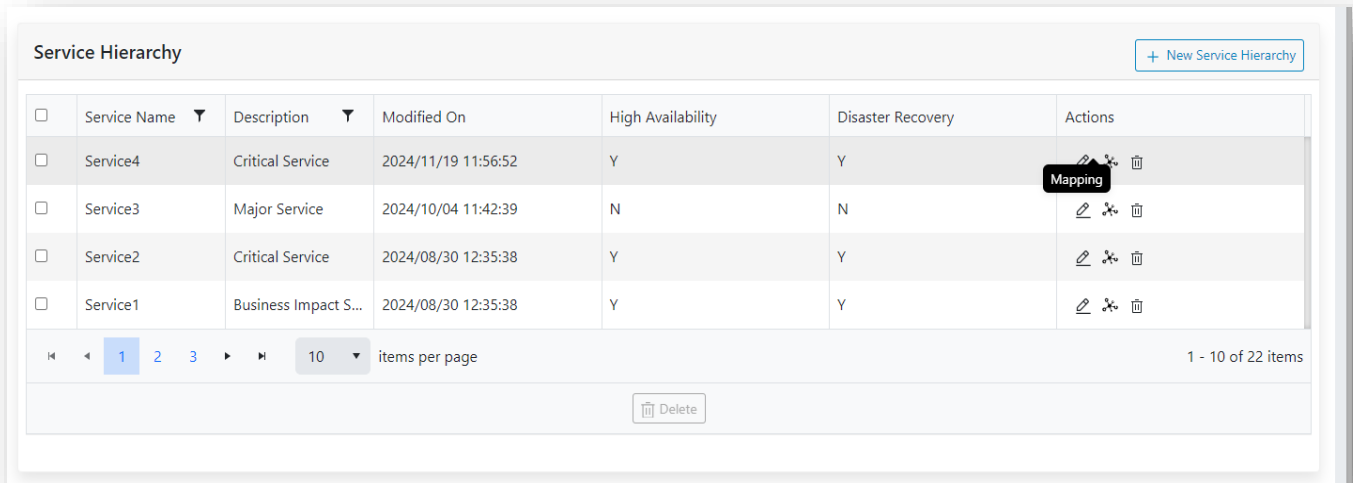 Service Hierarchy
+ New Service Hierarchy
Service Name Description Modified On High Availability Disaster Recovery Actions
Service4 Critical Service 2024/11/19 11:56:52 Y Y
Mapping
Service3 Major Service 2024/10/04 11:42:39 N N
Service2 Critical Service 2024/08/30 12:35:38 Y Y
Service1 Business Impact S... 2024/08/30 12:35:38 Y Y
1 2 3 10 items per page 1 - 10 of 22 items
Delete